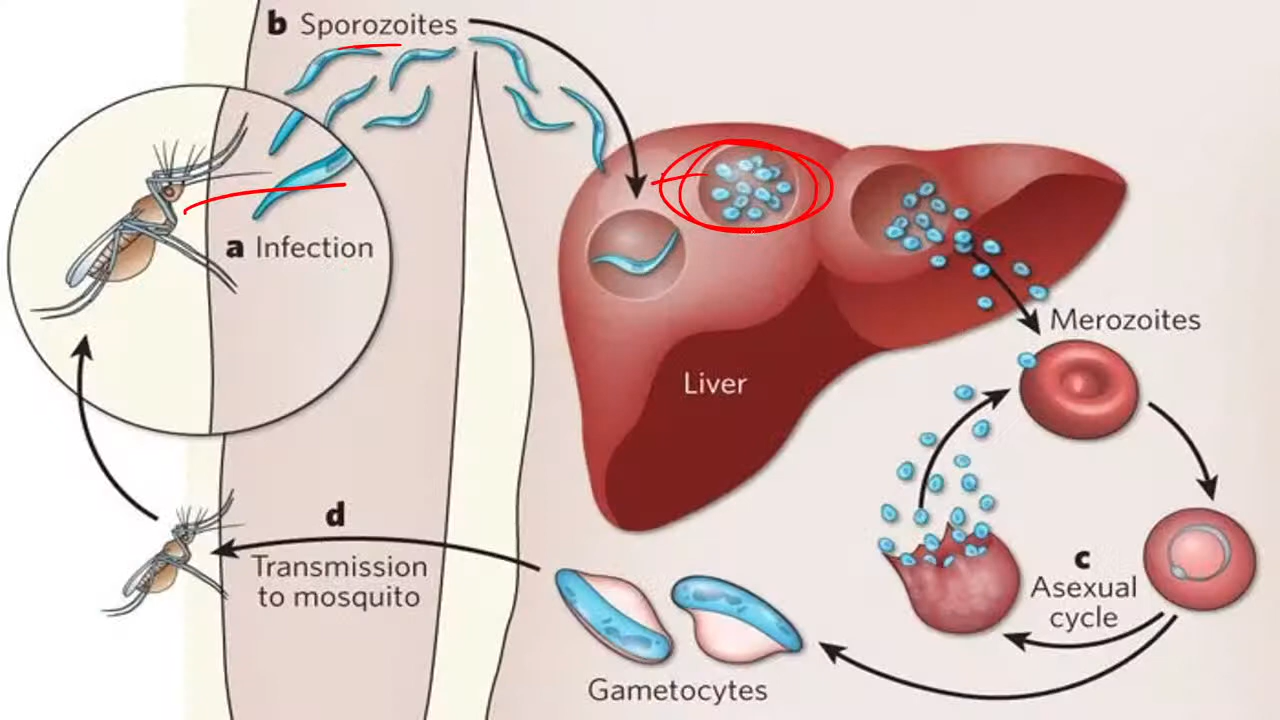 b Sporozoites
a Infection
Merozoites
Liver
d
Transmission
to mosquito
c
Asexual
cycle
Gametocytes